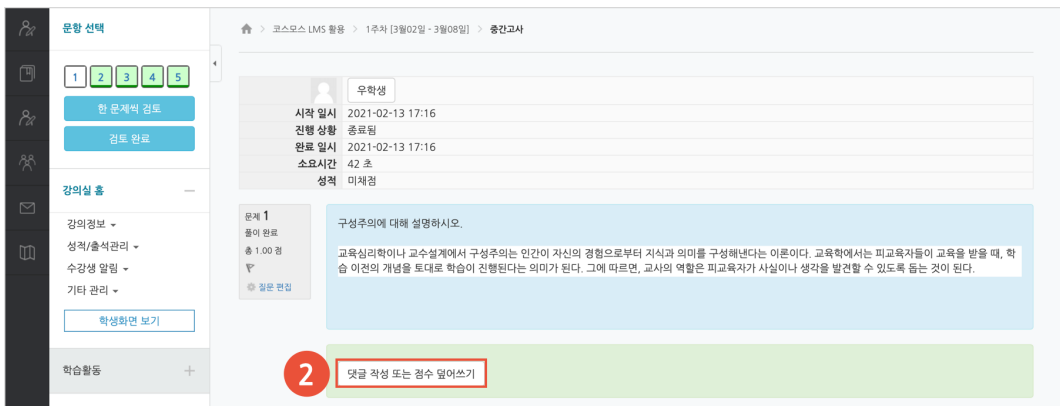 문항 선택
1 2 3 4 5
한 문제씩 검토
검토 완료
강의실 홈
강의정보
성적/출석관리
수강생 알림
기타 관리
학생화면 보기
학습활동
코스모스 LMS 활용 > 1주차 [3월02일 - 3월08일] > 중간고사
우학생
시작 일시 2021-02-13 17:16
진행 상황 종료됨
완료 일시 2021-02-13 17:16
소요시간 42 초
성적 미채점
문제 1
풀이 완료
총 1.00 점
질문 편집
구성주의에 대해 설명하시오.
교육심리학이나 교수설계에서 구성주의는 인간이 자신의 경험으로부터 지식과 의미를 구성해낸다는 이론이다. 교육학에서는 피교육자들이 교육을 받을 때, 학
습 이전의 개념을 토대로 학습이 진행된다는 의미가 된다. 그에 따르면, 교사의 역할은 피교육자가 사실이나 생각을 발견할 수 있도록 돕는 것이 된다.
2
댓글 작성 또는 점수 덮어쓰기